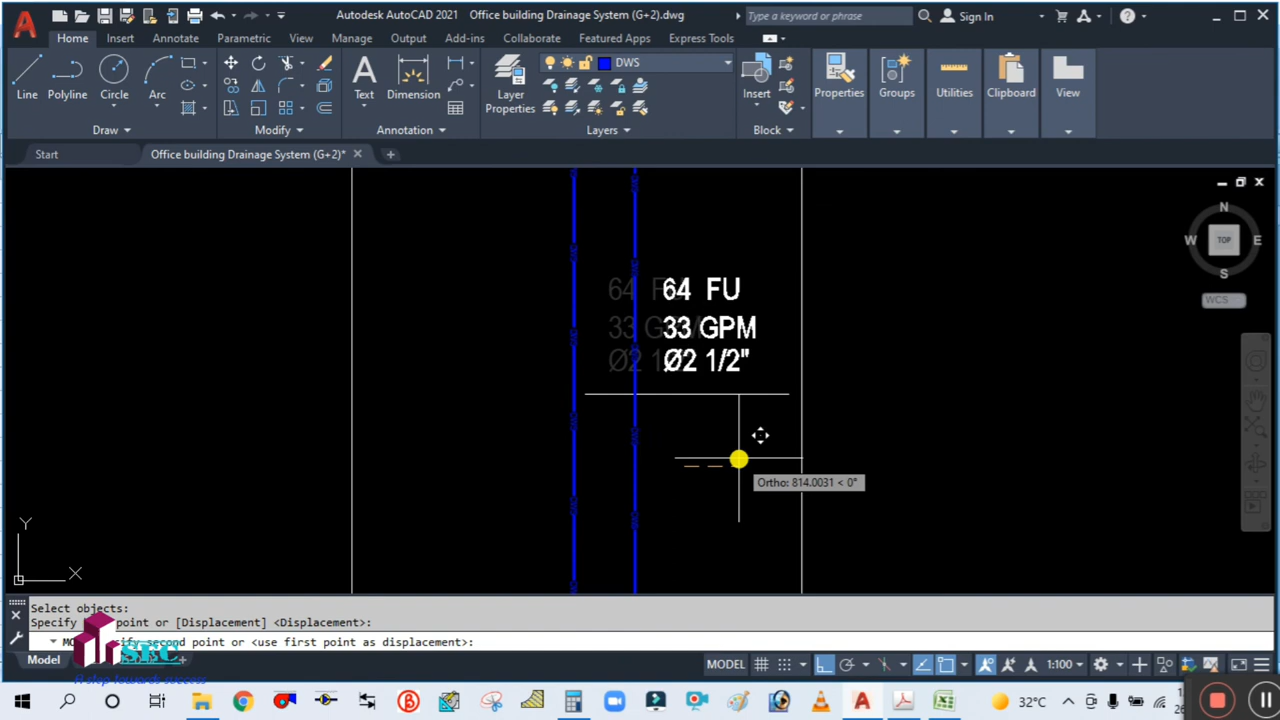 Autodesk AutoCAD 2021 Office building Drainage System (G+2).dwg
Type a keyword or phrase
Sign In
Home Insert Annotate Parametric View Manage Output Add-ins Collaborate Featured Apps Express Tools
DWS
Line Polyline Circle Arc
Text Dimension
Layer Properties
Insert
Properties Groups Utilities Clipboard View
Draw Modify Annotation Layers Block
Start
Office building Drainage System (G+2)*
N
W TOP E
S
WCS
64 FU
33 GPM
Ø2 1/2"
Ortho: 814.0031 < 0°
Y
X
Select objects:
Specify point or [Displacement] <Displacement>:
second point or <use first point as displacement>:
SEC
A step towards success
Model
MODEL
1:100
32°C